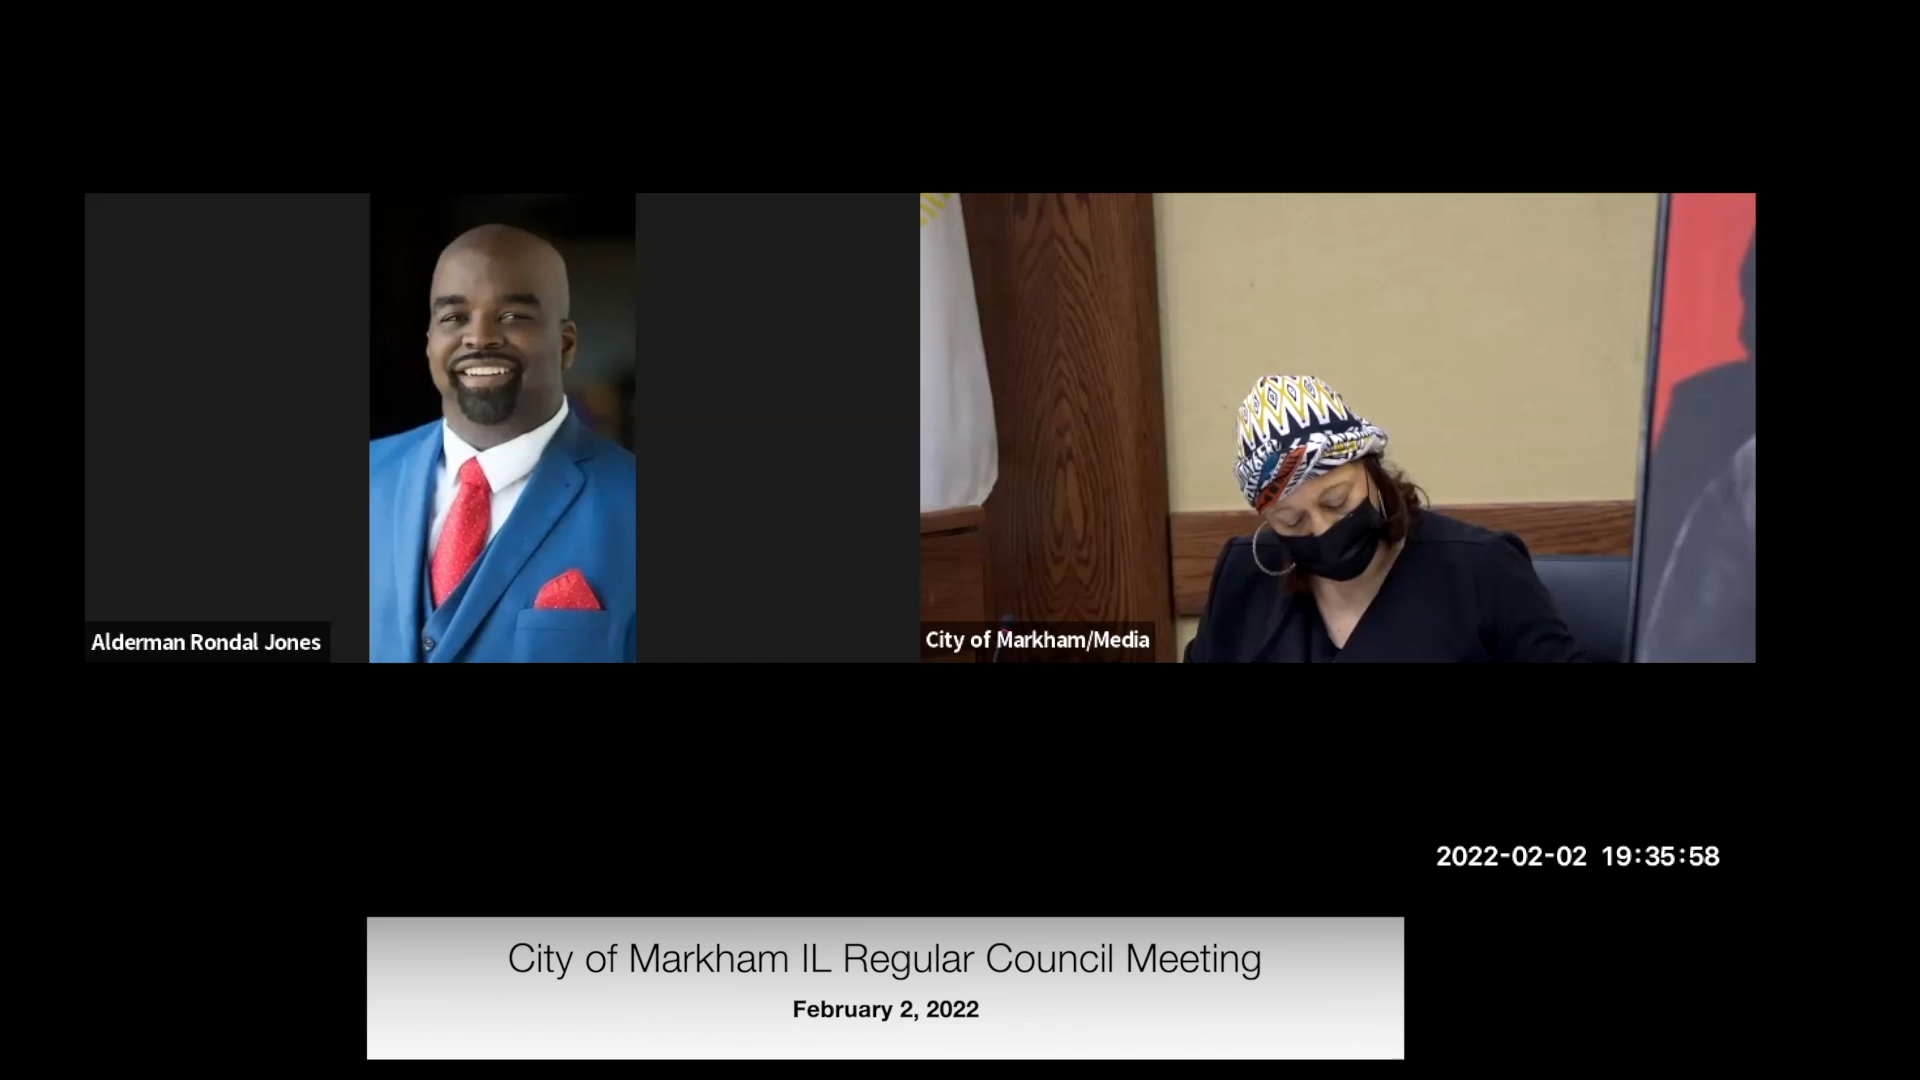 Alderman Rondal Jones
City of Markham/Media
2022-02-02 19:35:58
City of Markham IL Regular Council Meeting
February 2, 2022